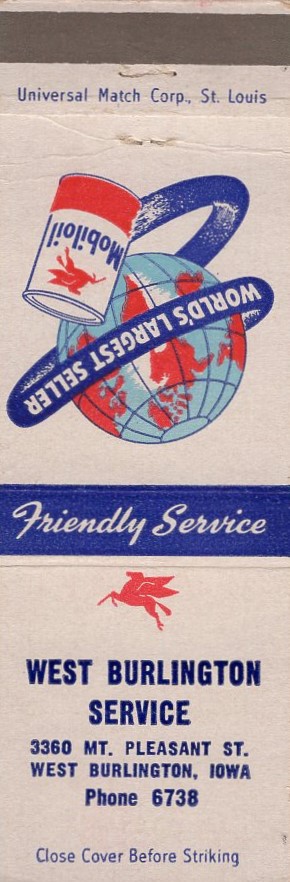 Universal Match Corp., St. Louis
Mobiloil
WORLD'S LARGEST SELLER
Friendly Service
WEST BURLINGTON
SERVICE
3360 MT. PLEASANT ST.
WEST BURLINGTON, IOWA
Phone 6738
Close Cover Before Striking